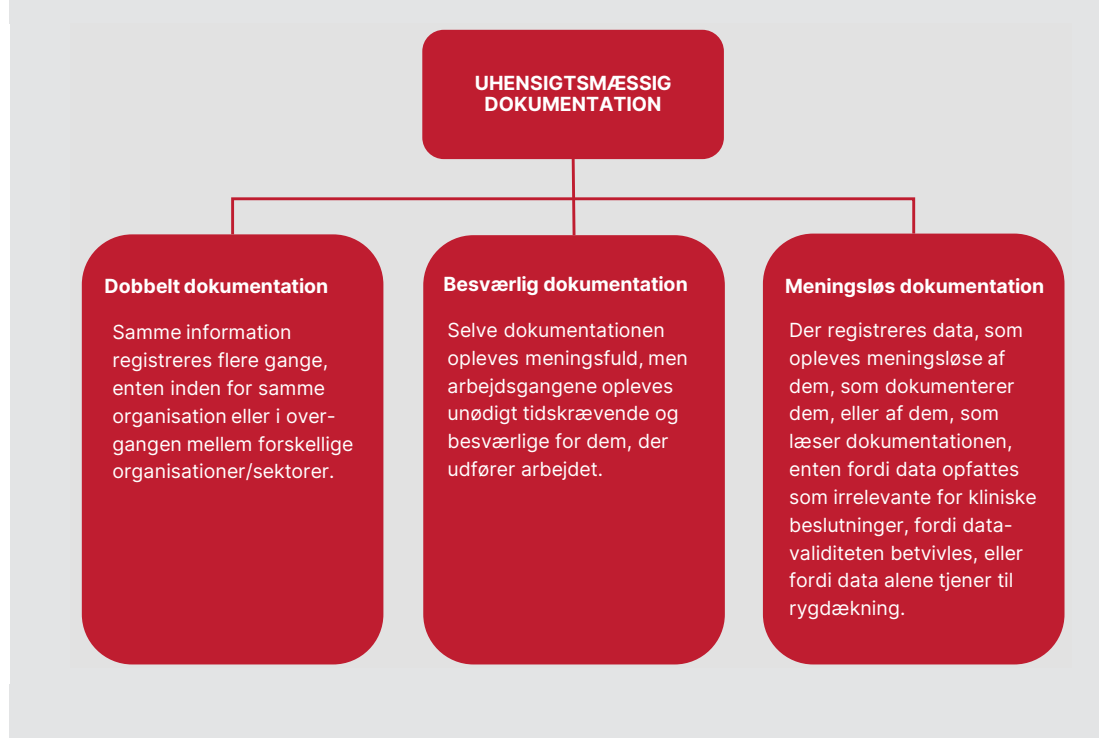 UHENSIGTSMÆSSIG
DOKUMENTATION
Dobbelt dokumentation
Samme information
registreres flere gange,
enten inden for samme
organisation eller i over-
gangen mellem forskellige
organisationer/sektorer.
Besværlig dokumentation
Selve dokumentationen
opleves meningsfuld, men
arbejdsgangene opleves
unødigt tidskrævende og
besværlige for dem, der
udfører arbejdet.
Meningsløs dokumentation
Der registreres data, som
opleves meningsløse af
dem, som dokumenterer
dem, eller af dem, som
læser dokumentationen,
enten fordi data opfattes
som irrelevante for kliniske
beslutninger, fordi data-
validiteten betvivles, eller
fordi data alene tjener til
rygdækning.